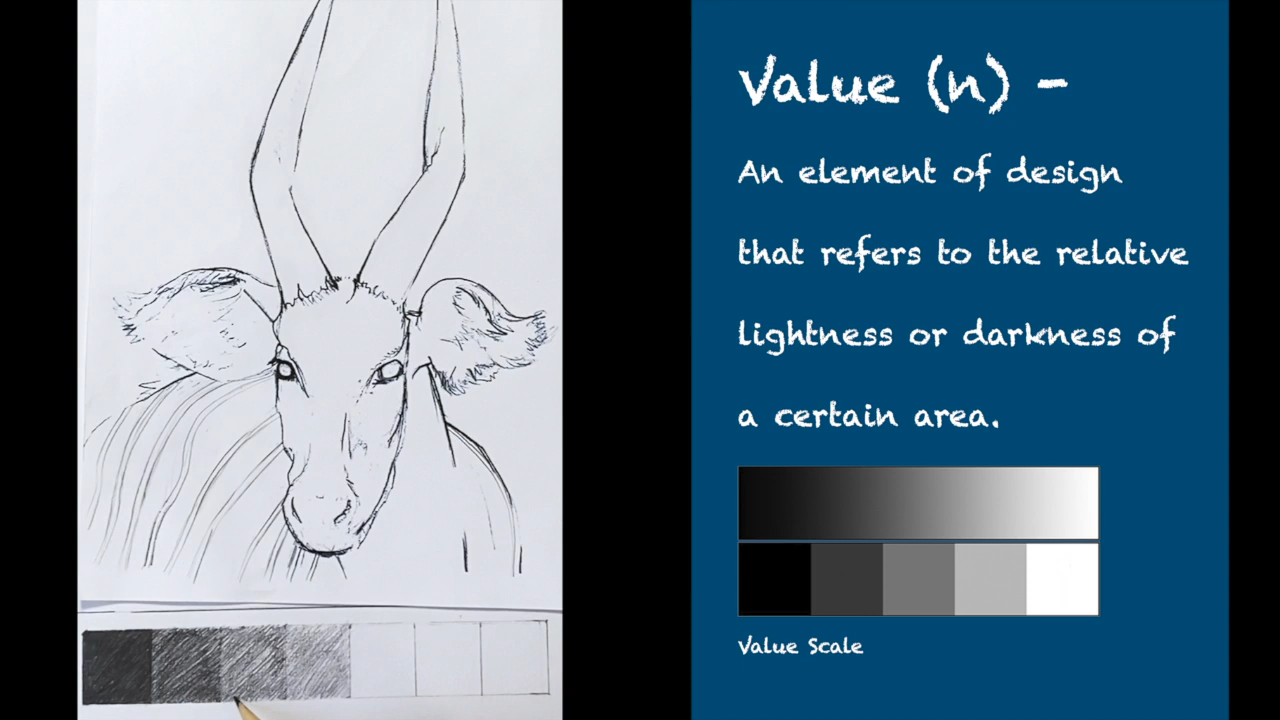 Value (n) -
An element of design
that refers to the relative
lightness or darkness of
a certain area.
Value Scale